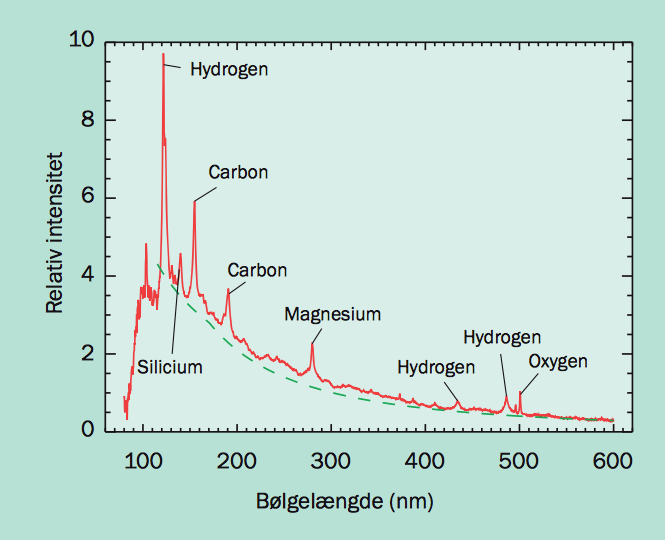 10
8
6
4
2
0
Relativ intensitet
Hydrogen
Carbon
Carbon
Magnesium
Silicium
Hydrogen
Hydrogen
Oxygen
100 200 300 400 500 600
Bølgelængde (nm)